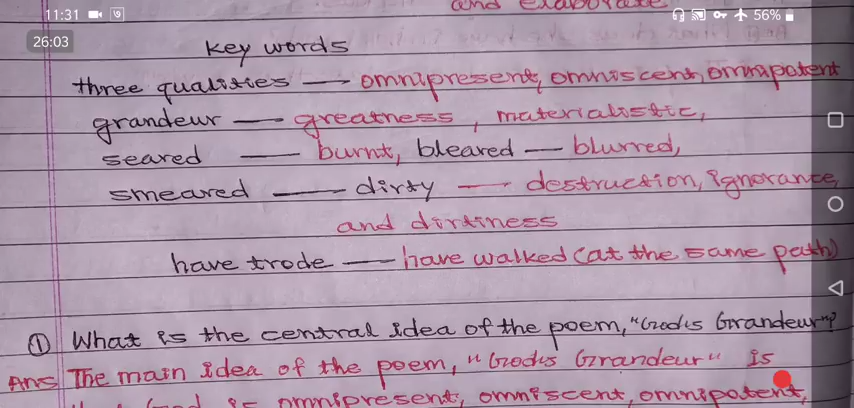 and elaborate
11:31 56%
26:03
Key words
three qualities — omnipresent, omniscent, omnipotent
grandeur — greatness, materialistic,
seared — burnt, bleared — blurred,
smeared — dirty — destruction, ignorance,
and dirtiness
have trode — have walked (at the same path)
① What is the central idea of the poem, "God's Grandeur"?
Ans The main idea of the poem, "God's Grandeur" is
God is omnipresent, omniscent, omnipotent,